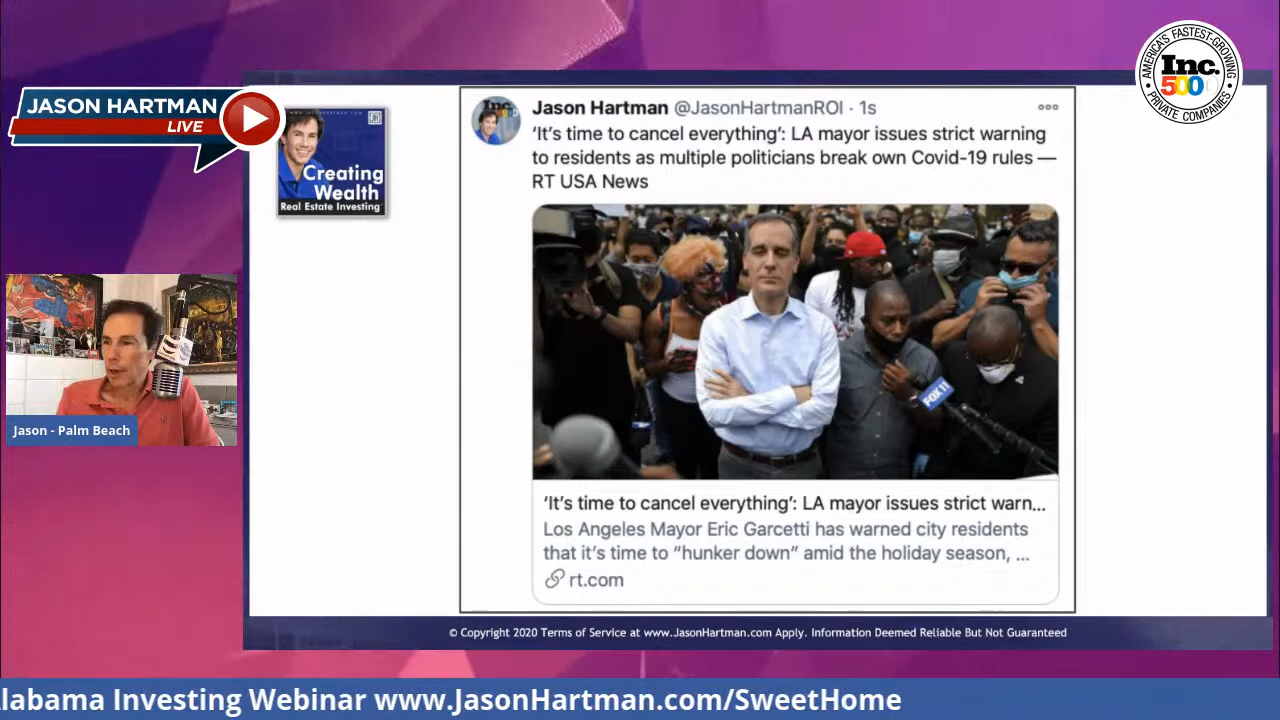 AMERICA'S FASTEST-GROWING
Inc.
500
PRIVATE COMPANIES
JASON HARTMAN
LIVE
WWW.JASONHARTMAN.COM
Creating
Wealth
Real Estate Investing
Jason Hartman @JasonHartmanROI · 1s
‘It’s time to cancel everything’: LA mayor issues strict warning
to residents as multiple politicians break own Covid-19 rules —
RT USA News
FOX 11
‘It’s time to cancel everything’: LA mayor issues strict warn...
Los Angeles Mayor Eric Garcetti has warned city residents
that it’s time to “hunker down” amid the holiday season, ...
rt.com
Jason - Palm Beach
© Copyright 2020 Terms of Service at www.JasonHartman.com Apply. Information Deemed Reliable But Not Guaranteed
labama Investing Webinar www.JasonHartman.com/SweetHome